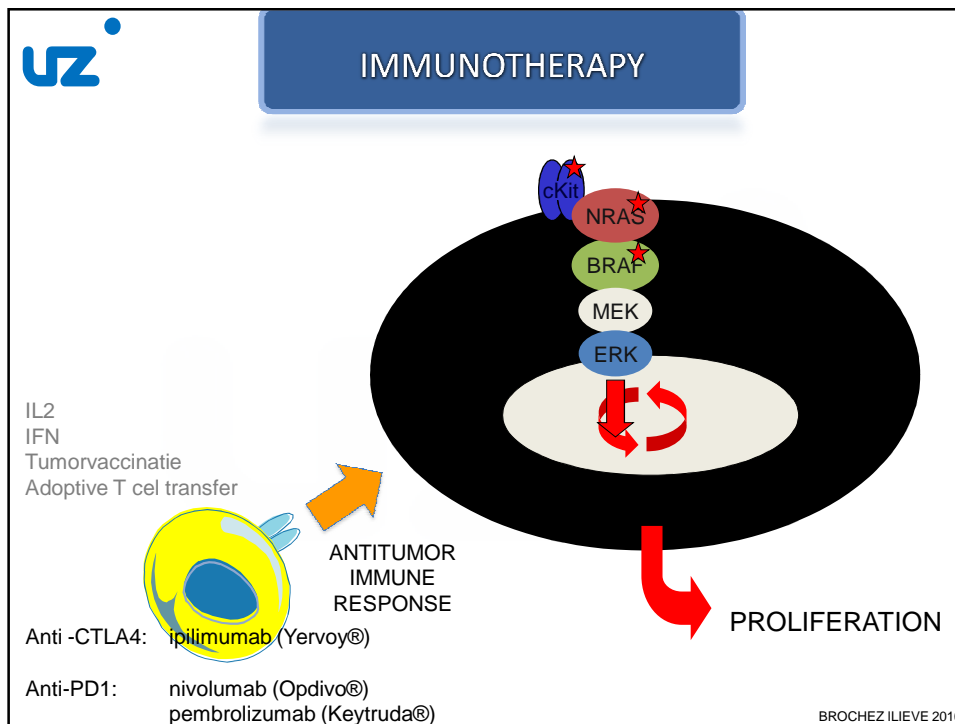 UZ
IMMUNOTHERAPY
cKit
NRAS
BRAF
MEK
ERK
IL2
IFN
Tumorvaccinatie
Adoptive T cel transfer
ANTITUMOR
IMMUNE
RESPONSE
PROLIFERATION
Anti -CTLA4: ipilimumab (Yervoy®)
Anti-PD1: nivolumab (Opdivo®)
pembrolizumab (Keytruda®)
BROCHEZ ILIEVE 201